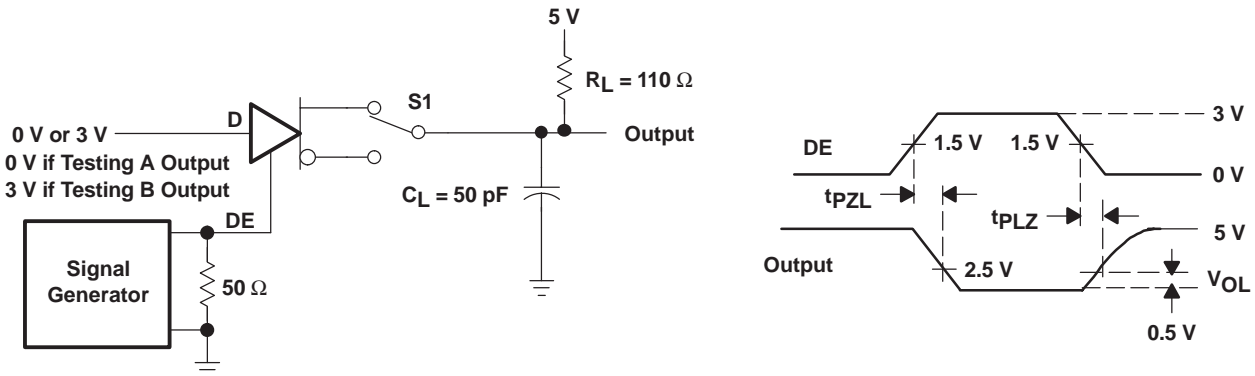 5 V
R_L = 110 Ω
S1
D
0 V or 3 V
0 V if Testing A Output
3 V if Testing B Output
Output
C_L = 50 pF
DE
Signal
Generator
50 Ω
3 V
DE
1.5 V
1.5 V
0 V
t_PZL
t_PLZ
5 V
Output
2.5 V
V_OL
0.5 V